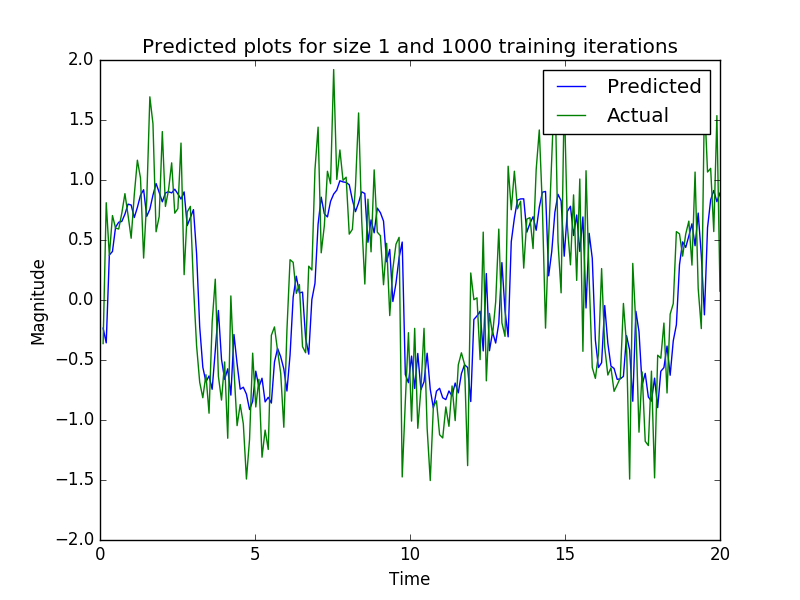 Predicted plots for size 1 and 1000 training iterations
Predicted
Actual
2.0
1.5
1.0
0.5
0.0
−0.5
−1.0
−1.5
−2.0
Magnitude
0 5 10 15 20
Time